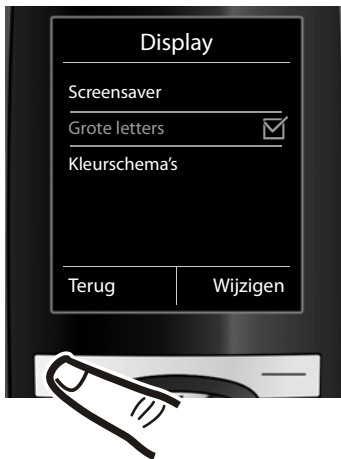 Display
Screensaver
Grote letters
Kleurschema's
Terug Wijzigen